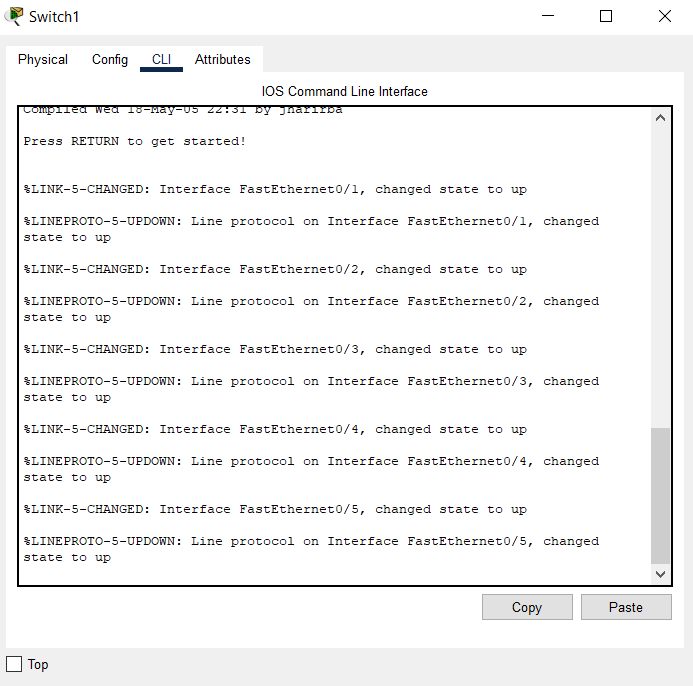 Switch1
Physical Config CLI Attributes
IOS Command Line Interface
Compiled Wed 18-May-05 22:31 by jharirba
Press RETURN to get started!
%LINK-5-CHANGED: Interface FastEthernet0/1, changed state to up
%LINEPROTO-5-UPDOWN: Line protocol on Interface FastEthernet0/1, changed
state to up
%LINK-5-CHANGED: Interface FastEthernet0/2, changed state to up
%LINEPROTO-5-UPDOWN: Line protocol on Interface FastEthernet0/2, changed
state to up
%LINK-5-CHANGED: Interface FastEthernet0/3, changed state to up
%LINEPROTO-5-UPDOWN: Line protocol on Interface FastEthernet0/3, changed
state to up
%LINK-5-CHANGED: Interface FastEthernet0/4, changed state to up
%LINEPROTO-5-UPDOWN: Line protocol on Interface FastEthernet0/4, changed
state to up
%LINK-5-CHANGED: Interface FastEthernet0/5, changed state to up
%LINEPROTO-5-UPDOWN: Line protocol on Interface FastEthernet0/5, changed
state to up
Copy Paste
Top